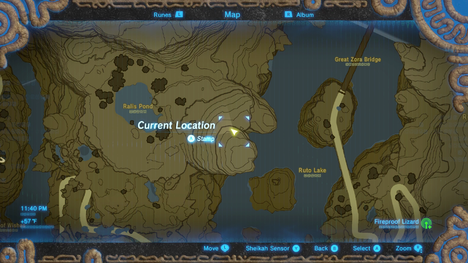 Runes L
Map
R Album
Great Zora Bridge
Ralis Pond
Current Location
Stamp
Ruto Lake
11:40 PM
+57°F
Fireproof Lizard
Move L
Sheikah Sensor
Back B
Select A
Zoom